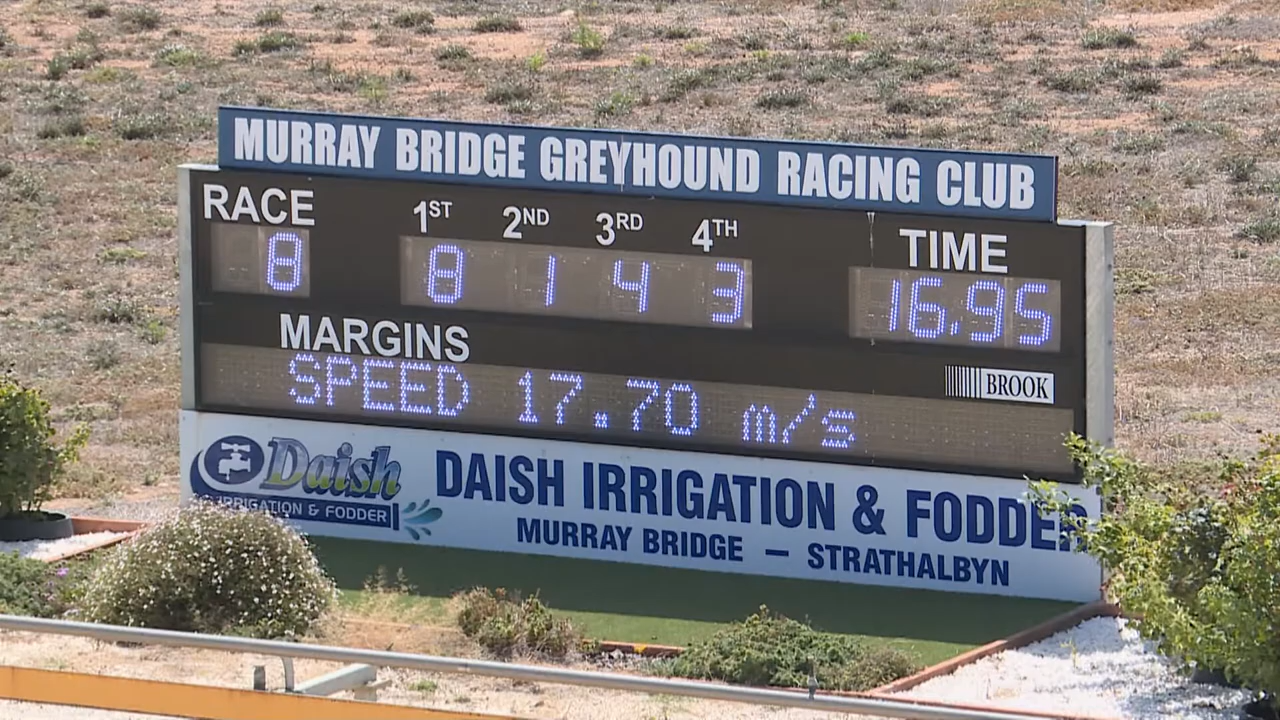 MURRAY BRIDGE GREYHOUND RACING CLUB
RACE 1ST 2ND 3RD 4TH TIME
8 8 1 4 3 16.95
MARGINS
SPEED 17.70 m/s
BROOK
Daish
IRRIGATION & FODDER
DAISH IRRIGATION & FODDER
MURRAY BRIDGE – STRATHALBYN